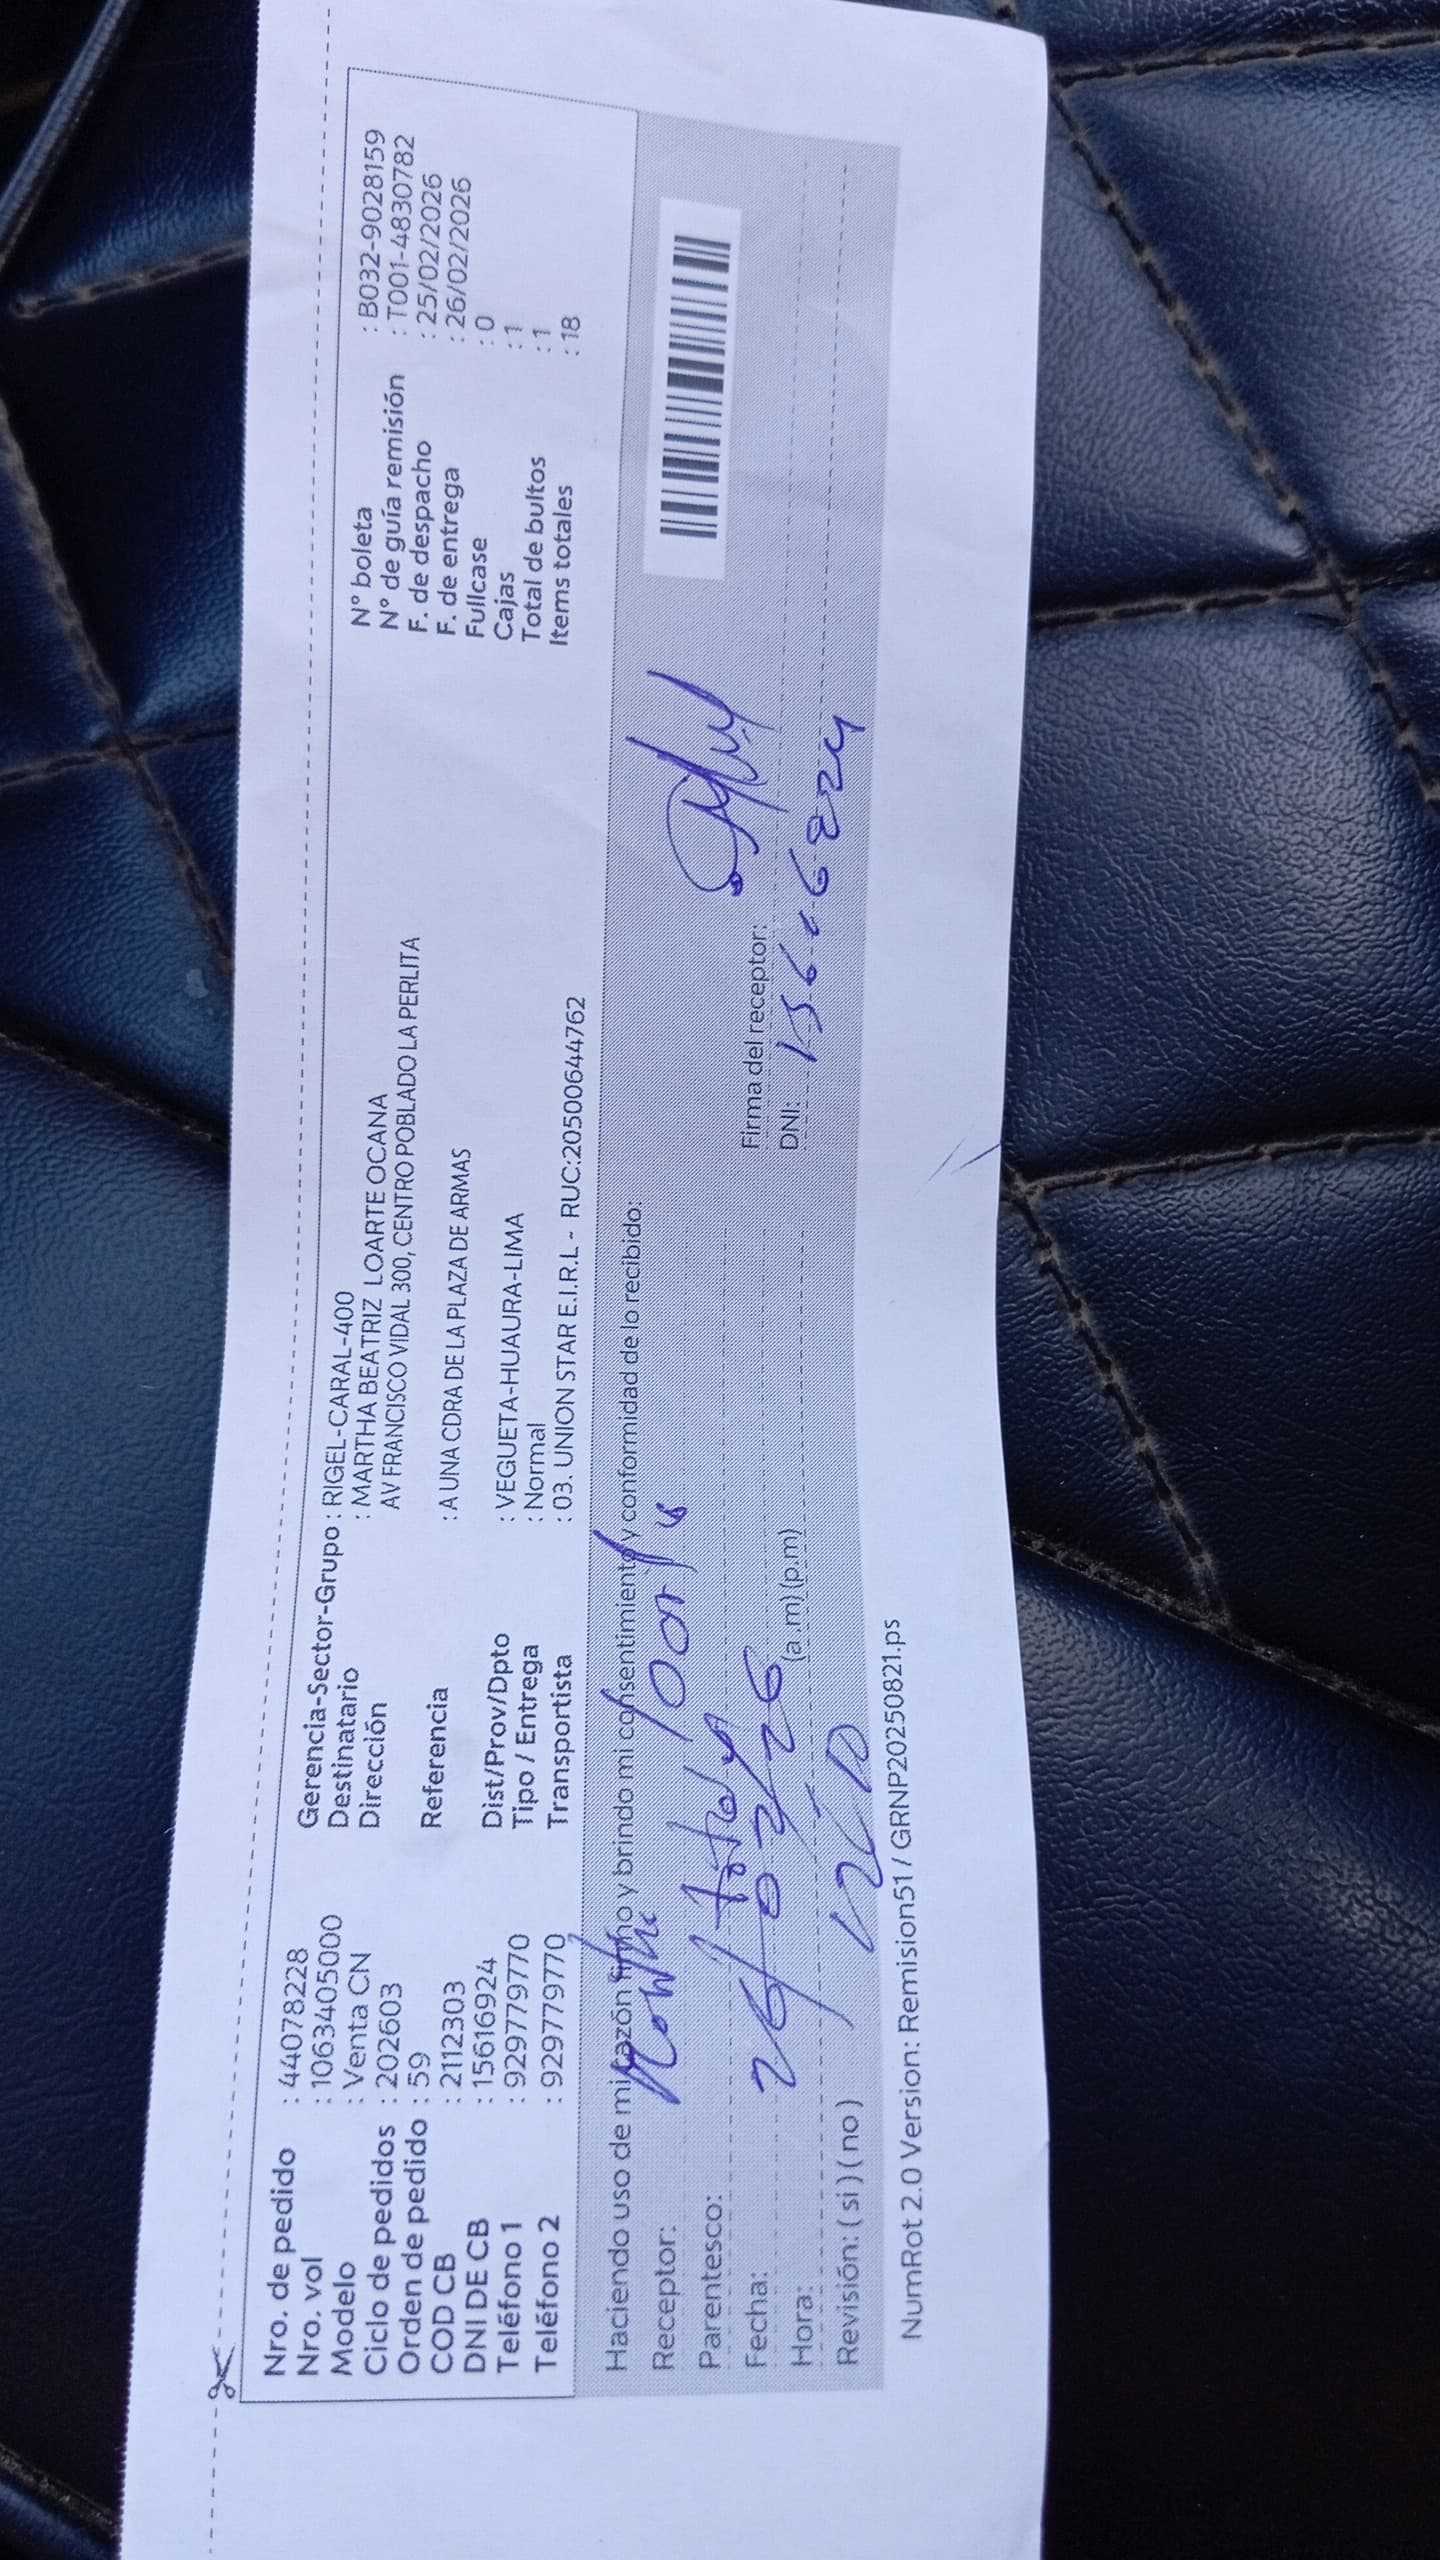 Nro. de pedido : 44078228
Nro. vol : 1063405000
Modelo : Venta CN
Ciclo de pedidos : 202603
Orden de pedido : 59
COD CB : 2112303
DNI DE CB : 15616924
Teléfono 1 : 929779770
Teléfono 2 : 929779770
Gerencia-Sector-Grupo : RIGEL-CARAL-400
Destinatario : MARTHA BEATRIZ LOARTE OCANA
Dirección AV FRANCISCO VIDAL 300, CENTRO POBLADO LA PERLITA
Referencia : A UNA CDRA DE LA PLAZA DE ARMAS
Dist/Prov/Dpto : VEGUETA-HUAURA-LIMA
Tipo / Entrega : Normal
Transportista : 03. UNION STAR E.I.R.L - RUC:20500644762
N° boleta : B032-9028159
N° de guía remisión : T001-4830782
F. de despacho : 25/02/2026
F. de entrega : 26/02/2026
Fullcase : 0
Cajas : 1
Total de bultos : 1
Items totales : 18
Haciendo uso de mi razón firmo y brindo mi consentimiento y conformidad de lo recibido:
Receptor:
Parentesco:
Fecha: 26/02/26
Hora: (a.m) (p.m)
Revisión: ( si ) ( no )
Firma del receptor:
DNI:
NumRot 2.0 Version: Remision51 / GRNP20250821.ps